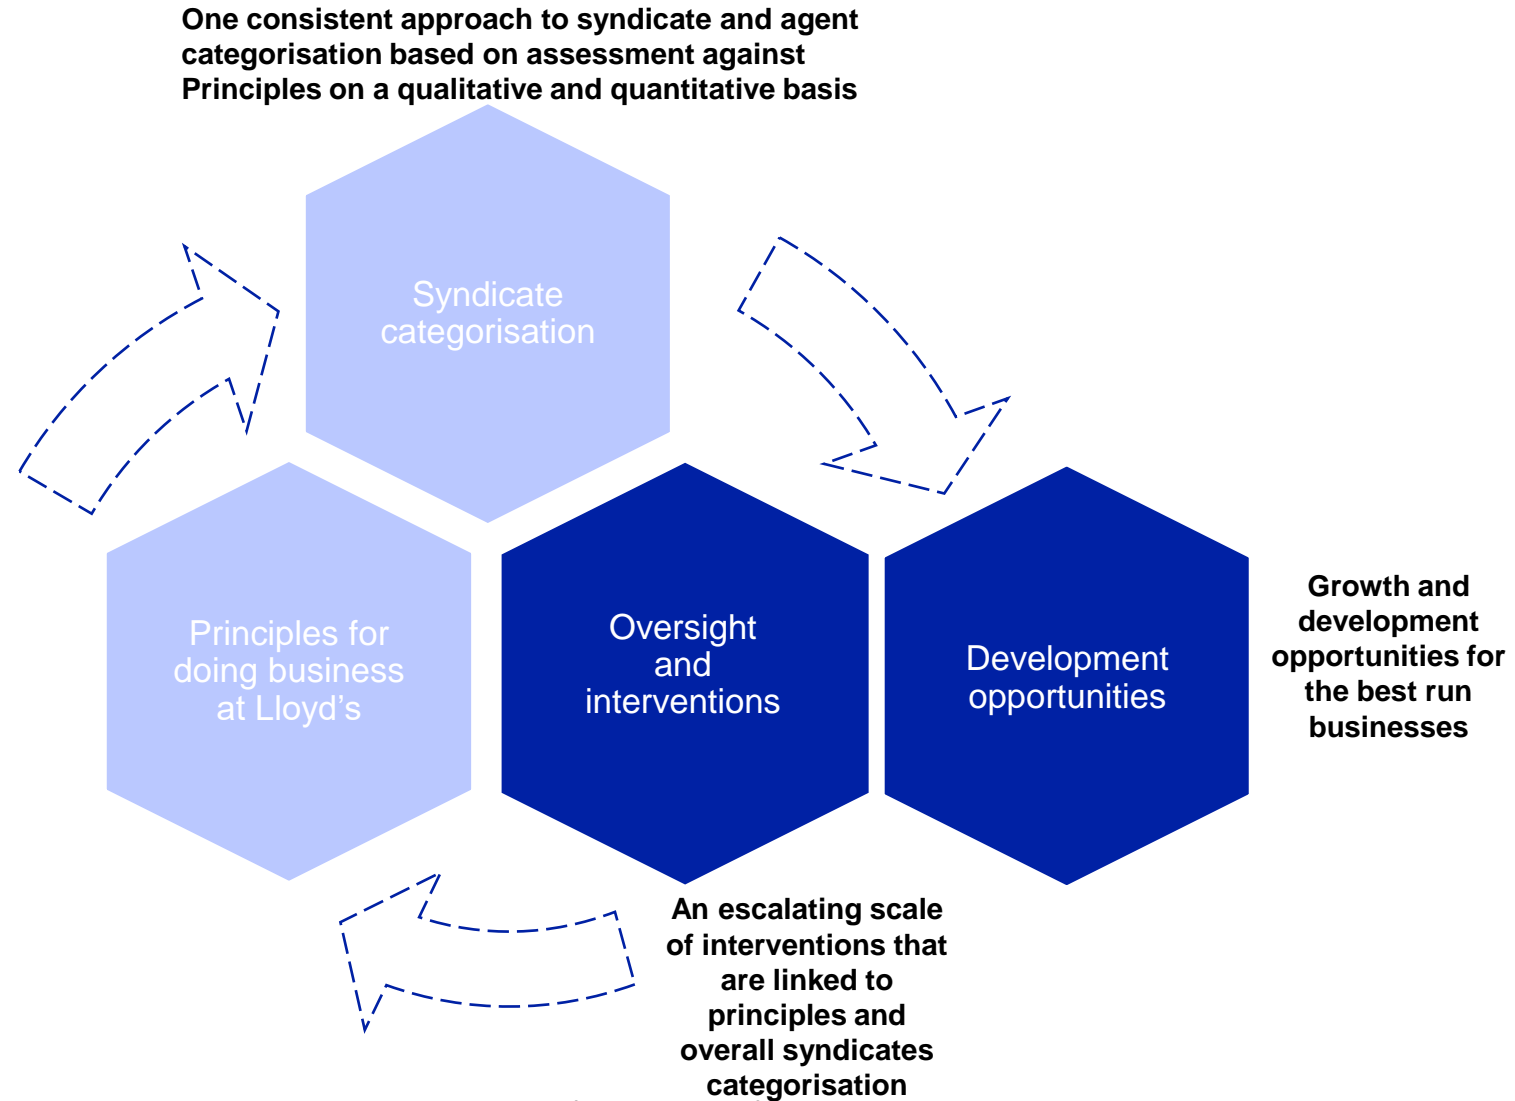 One consistent approach to syndicate and agent
categorisation based on assessment against
Principles on a qualitative and quantitative basis
Syndicate
categorisation
Principles for
doing business
at Lloyd’s
Oversight
and
interventions
Development
opportunities
Growth and
development
opportunities for
the best run
businesses
An escalating scale
of interventions that
are linked to
principles and
overall syndicates
categorisation